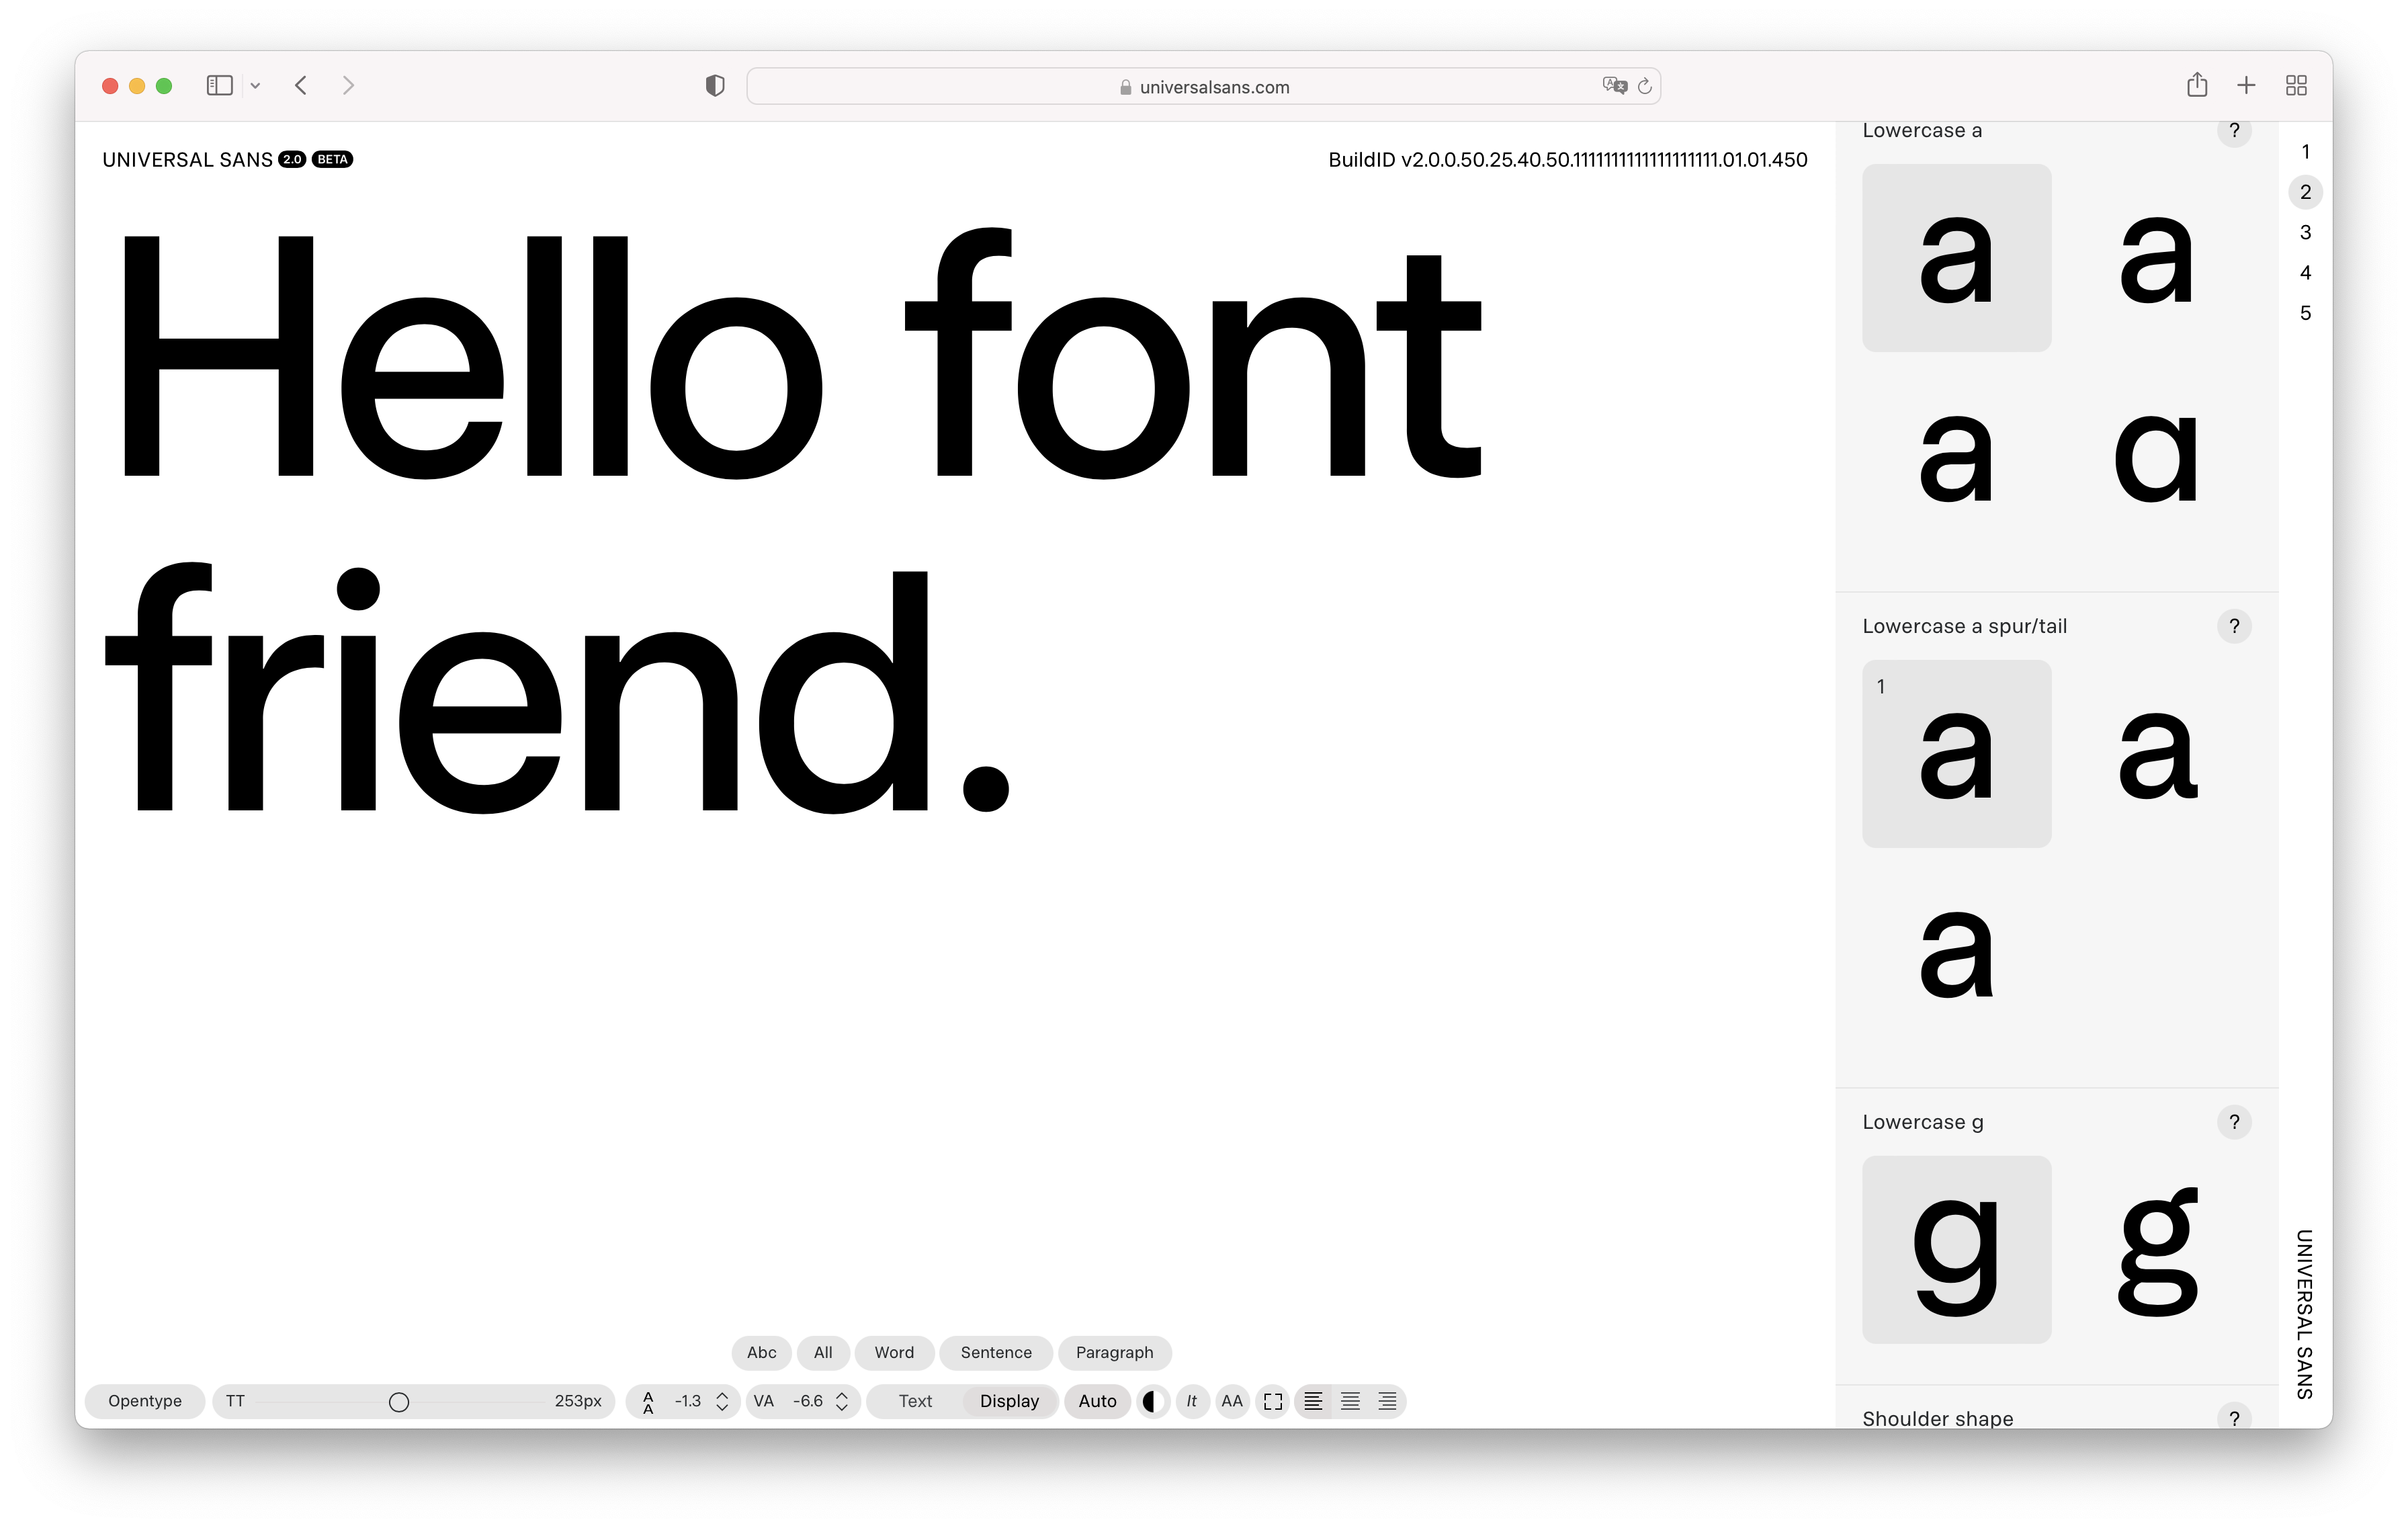 universalsans.com
UNIVERSAL SANS 2.0 BETA
BuildID v2.0.0.50.25.40.50.1111111111111111111.01.01.450
Hello font
friend.
Abc All Word Sentence Paragraph
Opentype TT 253px A A -1.3 VA -6.6 Text Display Auto It AA
Lowercase a ?
a a
a a
Lowercase a spur/tail ?
1
a a
a
Lowercase g ?
g g
Shoulder shape ?
1
2
3
4
5
UNIVERSAL SANS